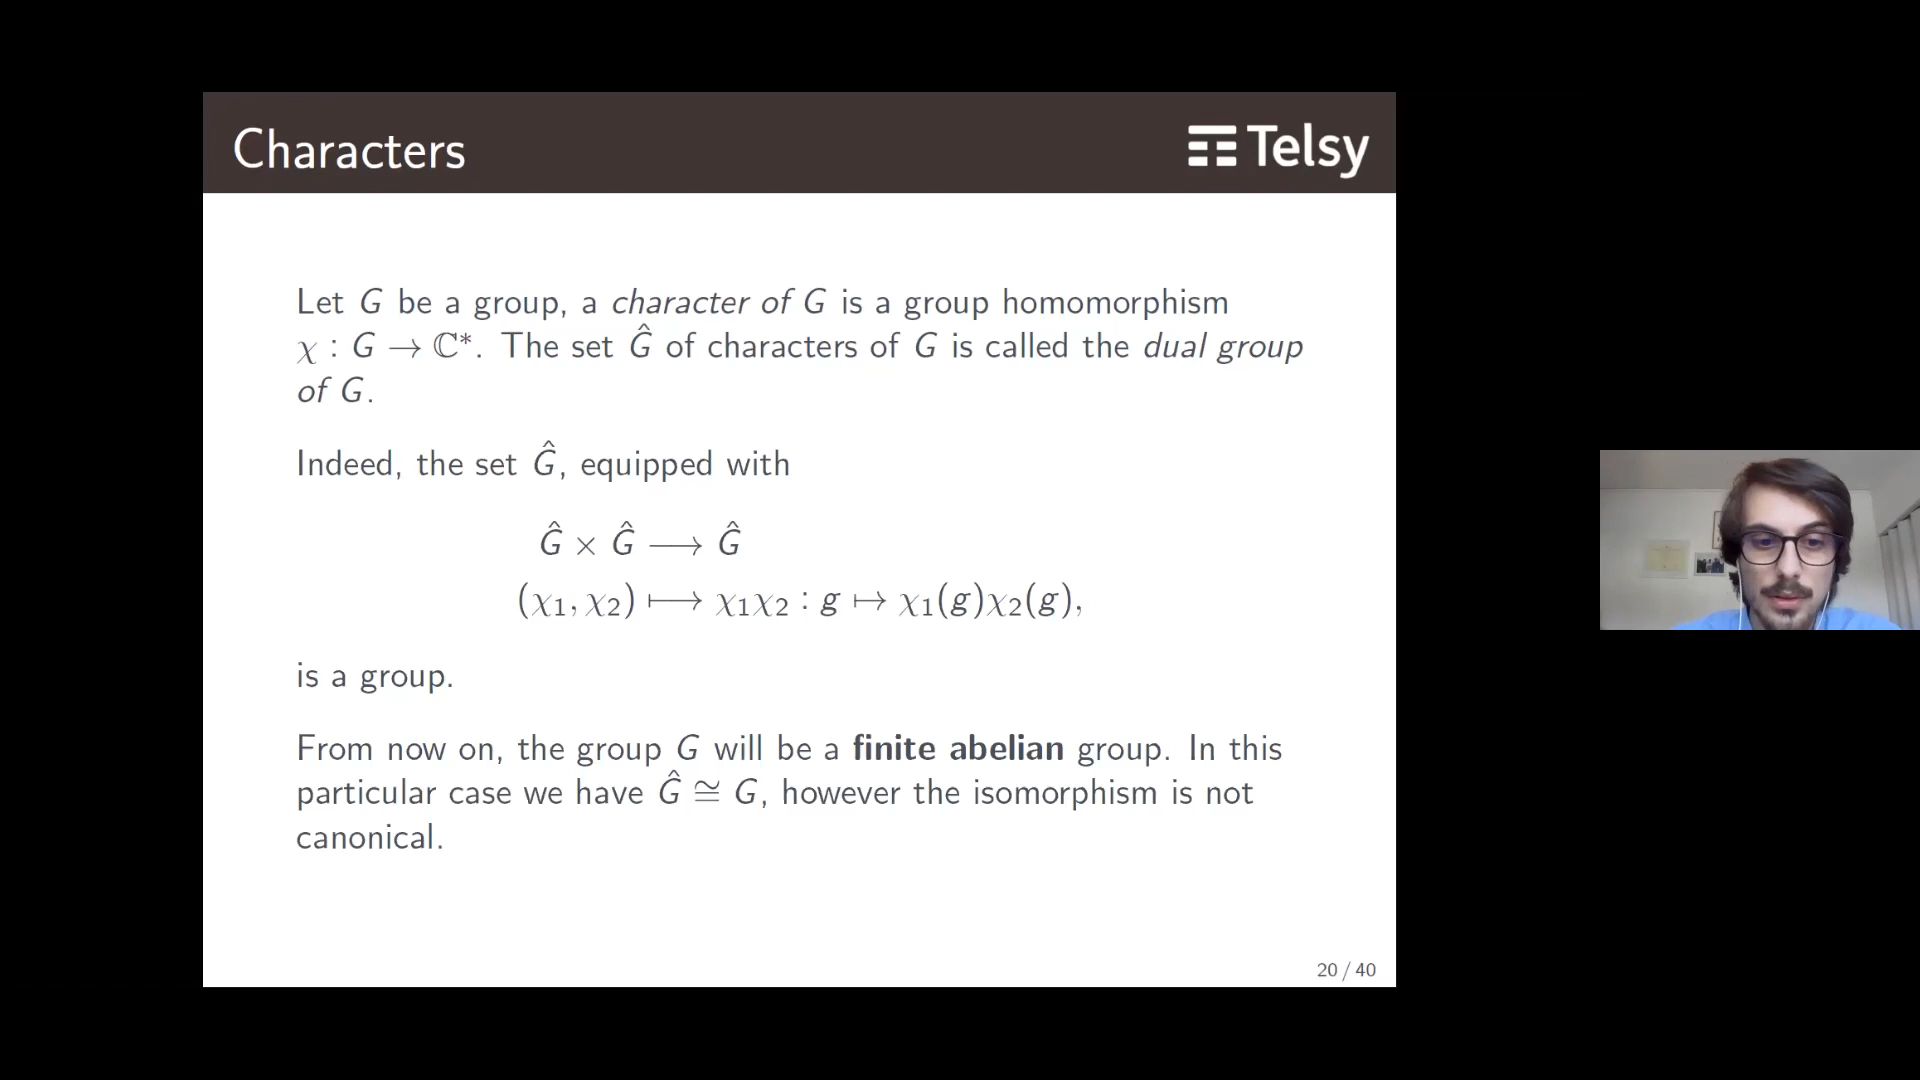 Characters
Telsy
Let G be a group, a character of G is a group homomorphism
χ : G → ℂ*. The set Ĝ of characters of G is called the dual group
of G.
Indeed, the set Ĝ, equipped with
Ĝ × Ĝ ⟶ Ĝ
(χ₁, χ₂) ⟼ χ₁χ₂ : g ↦ χ₁(g)χ₂(g),
is a group.
From now on, the group G will be a finite abelian group. In this
particular case we have Ĝ ≅ G, however the isomorphism is not
canonical.
20 / 40